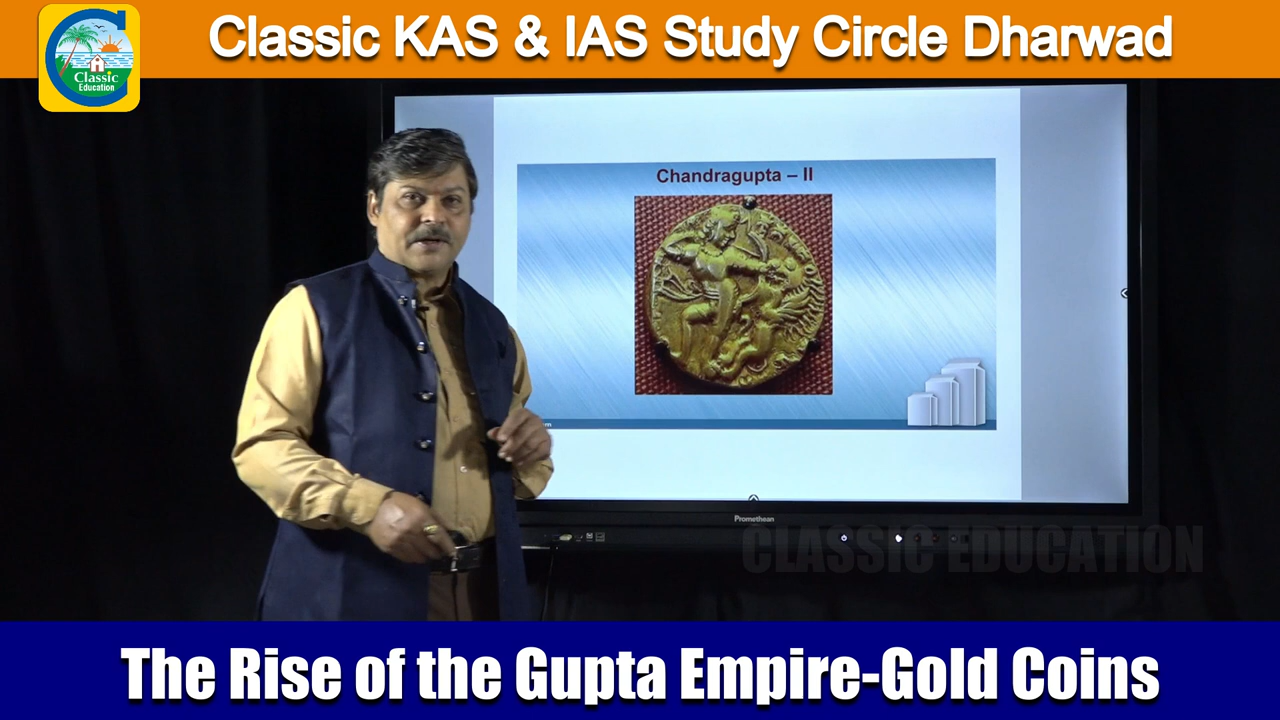 Classic KAS & IAS Study Circle Dharwad
Classic
Education
Chandragupta – II
Promethean
CLASSIC EDUCATION
The Rise of the Gupta Empire-Gold Coins